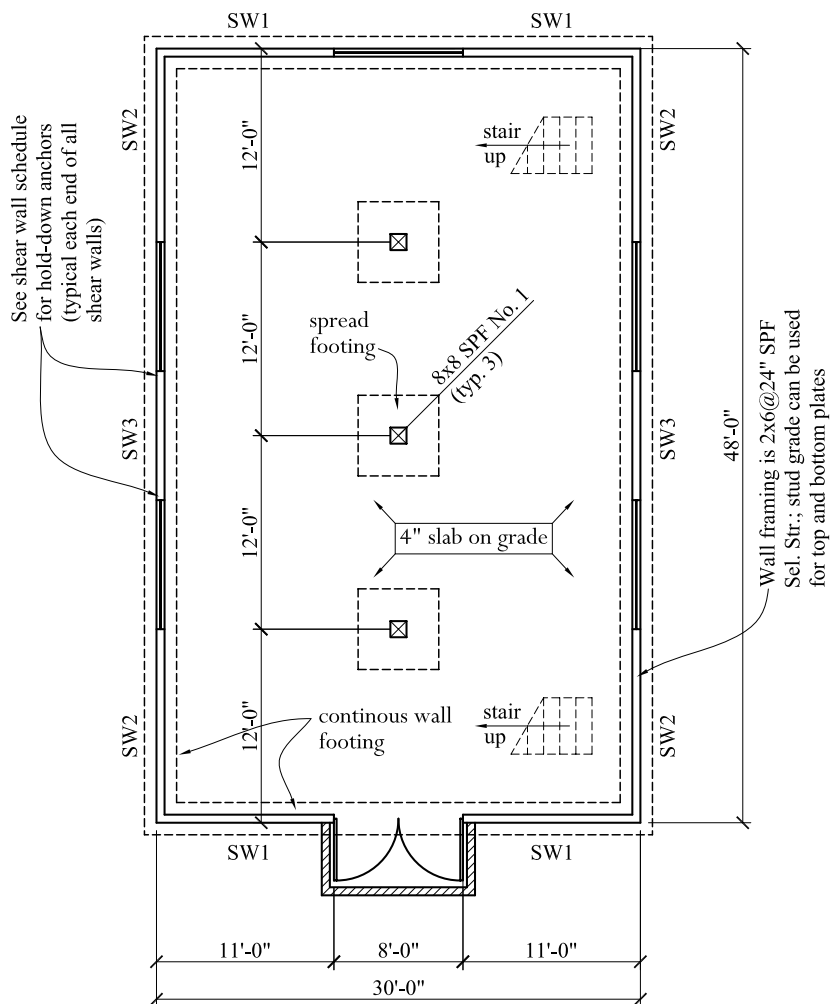 SW1
SW1
See shear wall schedule
for hold-down anchors
(typical each end of all
shear walls)
SW2
12'-0"
stair
up
SW2
12'-0"
spread
footing
8x8 SPF No. 1
(typ. 3)
SW3
SW3
48'-0"
Wall framing is 2x6@24" SPF
Sel. Str.; stud grade can be used
for top and bottom plates
12'-0"
4" slab on grade
12'-0"
continous wall
footing
stair
up
SW2
SW2
SW1
SW1
11'-0"
8'-0"
11'-0"
30'-0"